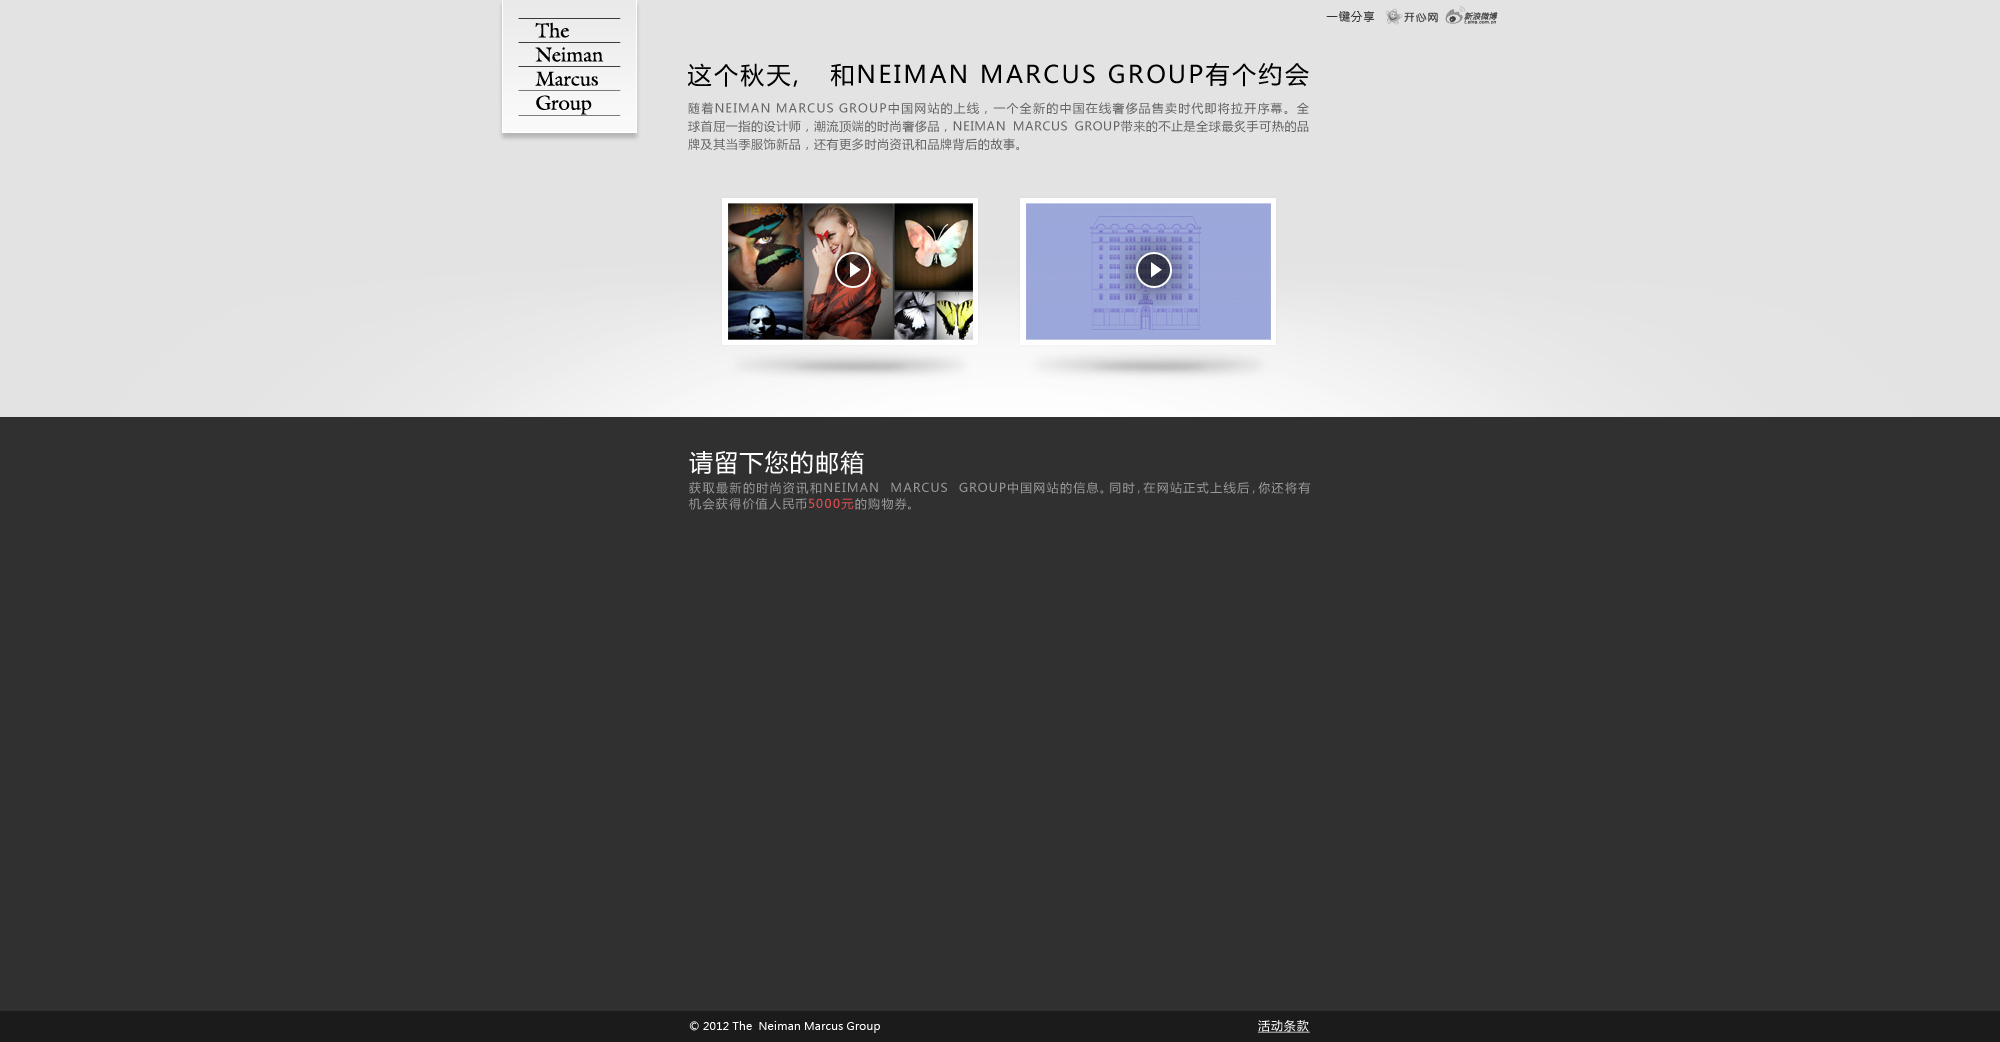 The
Neiman
Marcus
Group
一键分享 开心网 新浪微博
这个秋天， 和NEIMAN MARCUS GROUP有个约会
随着NEIMAN MARCUS GROUP中国网站的上线，一个全新的中国在线奢侈品售卖时代即将拉开序幕。全
球首屈一指的设计师，潮流顶端的时尚奢侈品，NEIMAN MARCUS GROUP带来的不止是全球最炙手可热的品
牌及其当季服饰新品，还有更多时尚资讯和品牌背后的故事。
请留下您的邮箱
获取最新的时尚资讯和NEIMAN MARCUS GROUP中国网站的信息。同时，在网站正式上线后，你还将有
机会获得价值人民币5000元的购物券。
© 2012 The Neiman Marcus Group
活动条款